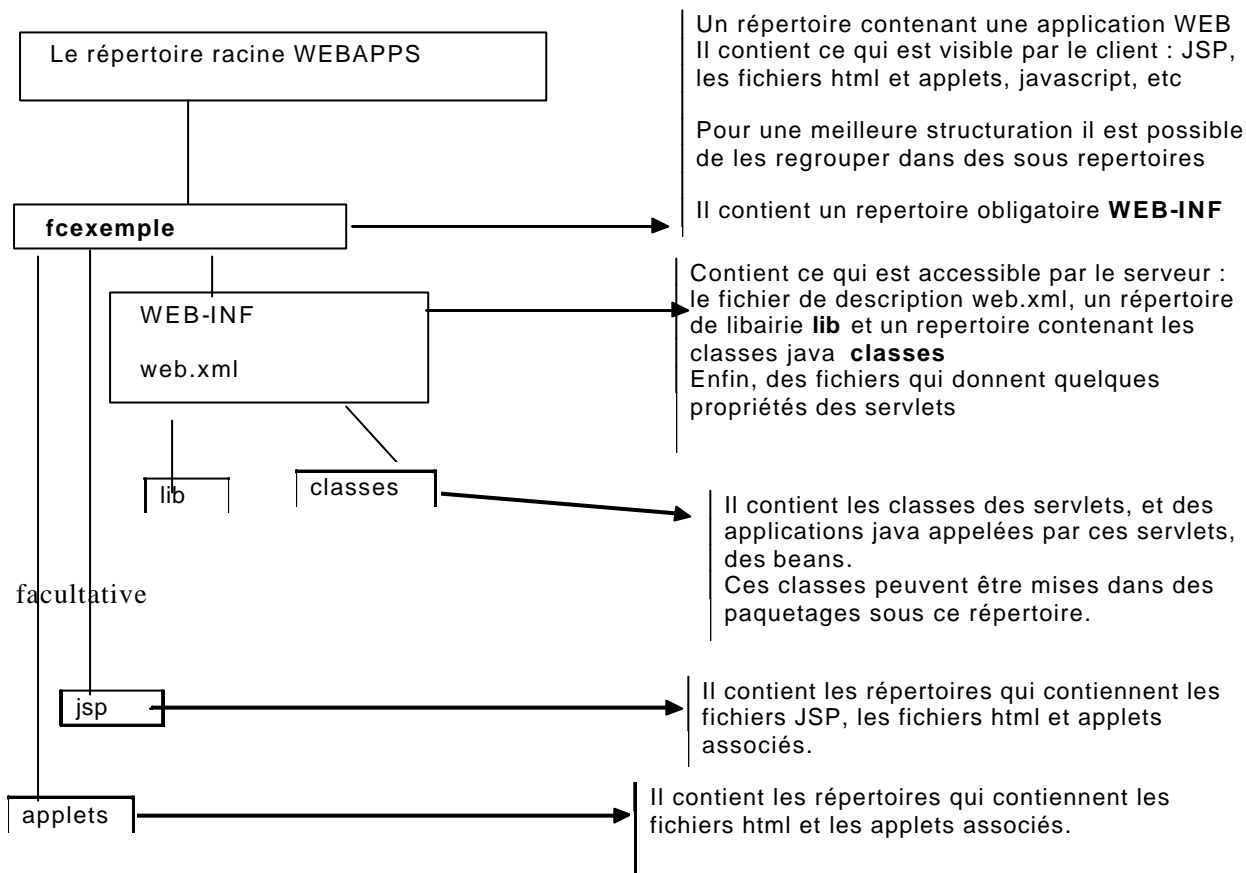 Le répertoire racine WEBAPPS
Un répertoire contenant une application WEB
Il contient ce qui est visible par le client : JSP,
les fichiers html et applets, javascript, etc
Pour une meilleure structuration il est possible
de les regrouper dans des sous repertoires
Il contient un repertoire obligatoire WEB-INF
fcexemple
WEB-INF
web.xml
Contient ce qui est accessible par le serveur :
le fichier de description web.xml, un répertoire
de libairie lib et un repertoire contenant les
classes java classes
Enfin, des fichiers qui donnent quelques
propriétés des servlets
lib
classes
Il contient les classes des servlets, et des
applications java appelées par ces servlets,
des beans.
Ces classes peuvent être mises dans des
paquetages sous ce répertoire.
facultative
jsp
Il contient les répertoires qui contiennent les
fichiers JSP, les fichiers html et applets
associés.
applets
Il contient les répertoires qui contiennent les
fichiers html et les applets associés.